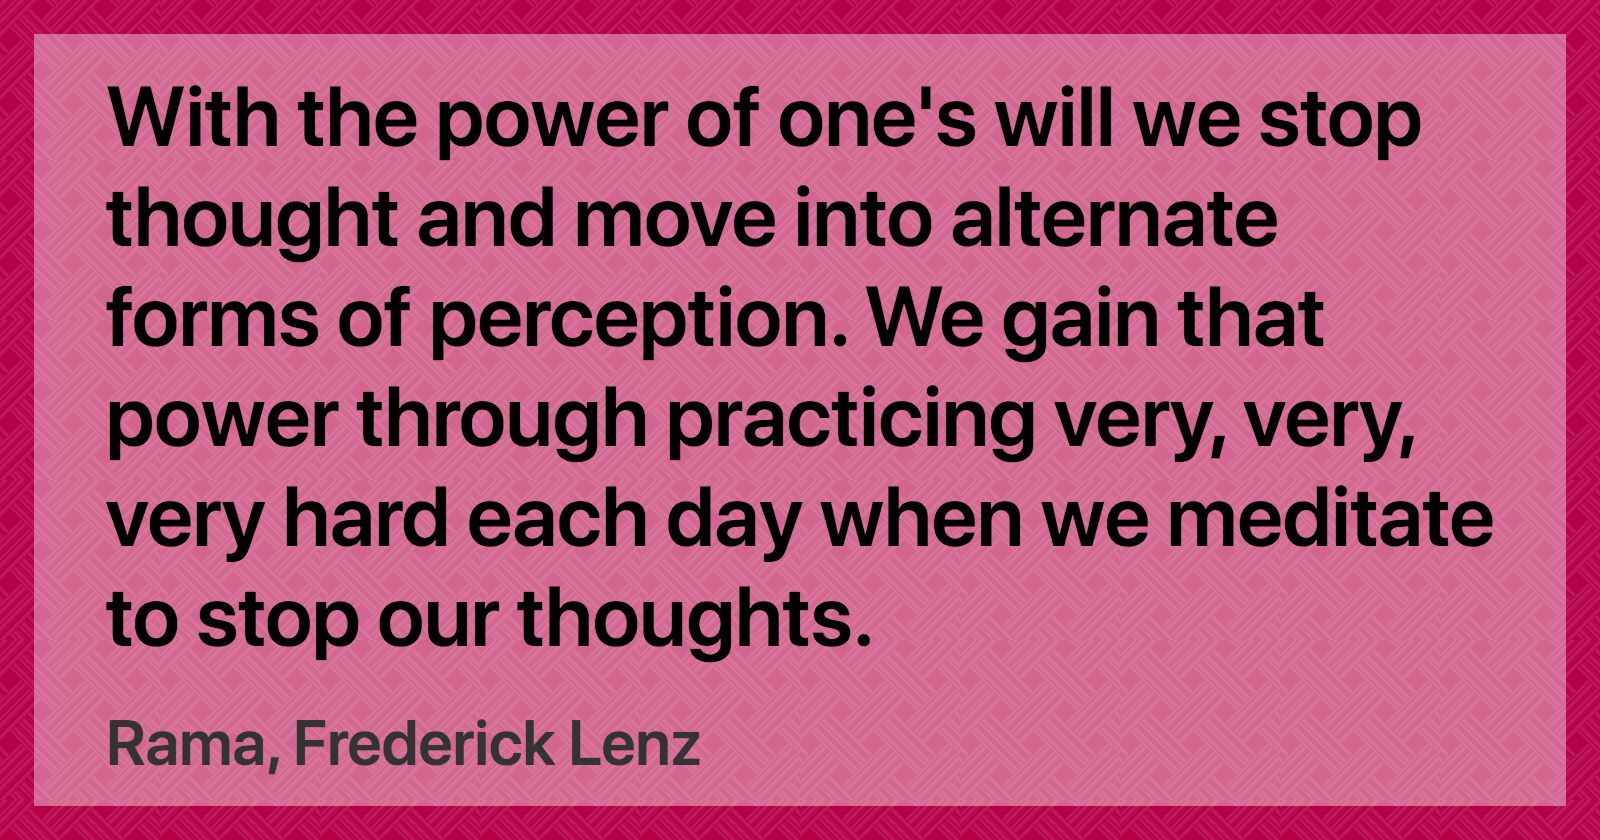 With the power of one's will we stop
thought and move into alternate
forms of perception. We gain that
power through practicing very, very,
very hard each day when we meditate
to stop our thoughts.
Rama, Frederick Lenz